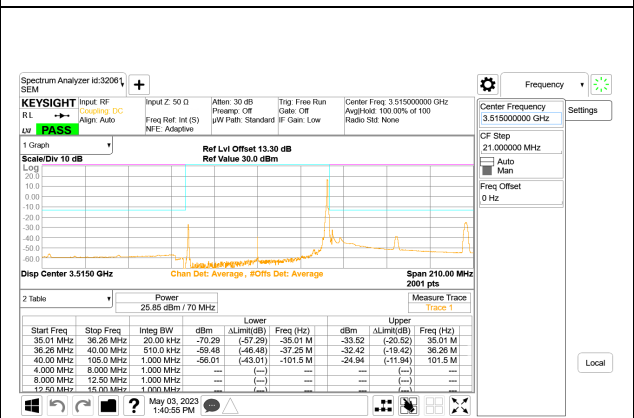 Spectrum Analyzer id:32061
SEM
Frequency
KEYSIGHT
Input: RF
Input Z: 50 Ω
Atten: 30 dB
Trig: Free Run
Center Freq: 3.515000000 GHz
RL
Coupling: DC
Preamp: Off
Gate: Off
Avg|Hold: 100.00% of 100
Align: Auto
Freq Ref: Int (S)
µW Path: Standard
IF Gain: Low
Radio Std: None
NFE: Adaptive
LXI
PASS
Center Frequency
3.515000000 GHz
Settings
CF Step
21.000000 MHz
Auto
Man
Freq Offset
0 Hz
1 Graph
Ref Lvl Offset 13.30 dB
Scale/Div 10 dB
Ref Value 30.0 dBm
Log
20.0
10.0
0.00
-10.0
-20.0
-30.0
-40.0
-50.0
-60.0
Disp Center 3.5150 GHz
Chan Det: Average, #Offs Det: Average
Span 210.00 MHz
2001 pts
2 Table
Power
25.85 dBm / 70 MHz
Measure Trace
Trace 1
Lower Upper
Start Freq Stop Freq Integ BW dBm ΔLimit(dB) Freq (Hz) dBm ΔLimit(dB) Freq (Hz)
35.01 MHz 36.26 MHz 20.00 kHz -70.29 (-57.29) -35.01 M -33.52 (-20.52) 35.01 M
36.26 MHz 40.00 MHz 510.0 kHz -59.48 (-46.48) -37.25 M -32.42 (-19.42) 36.26 M
40.00 MHz 105.0 MHz 1.000 MHz -56.01 (-43.01) -101.5 M -24.94 (-11.94) 101.5 M
4.000 MHz 8.000 MHz 1.000 MHz --- (---) --- (---)
8.000 MHz 12.50 MHz 1.000 MHz --- (---) --- (---)
12.50 MHz 15.00 MHz 1.000 MHz --- (---) --- (---)
Local
May 03, 2023
1:40:55 PM